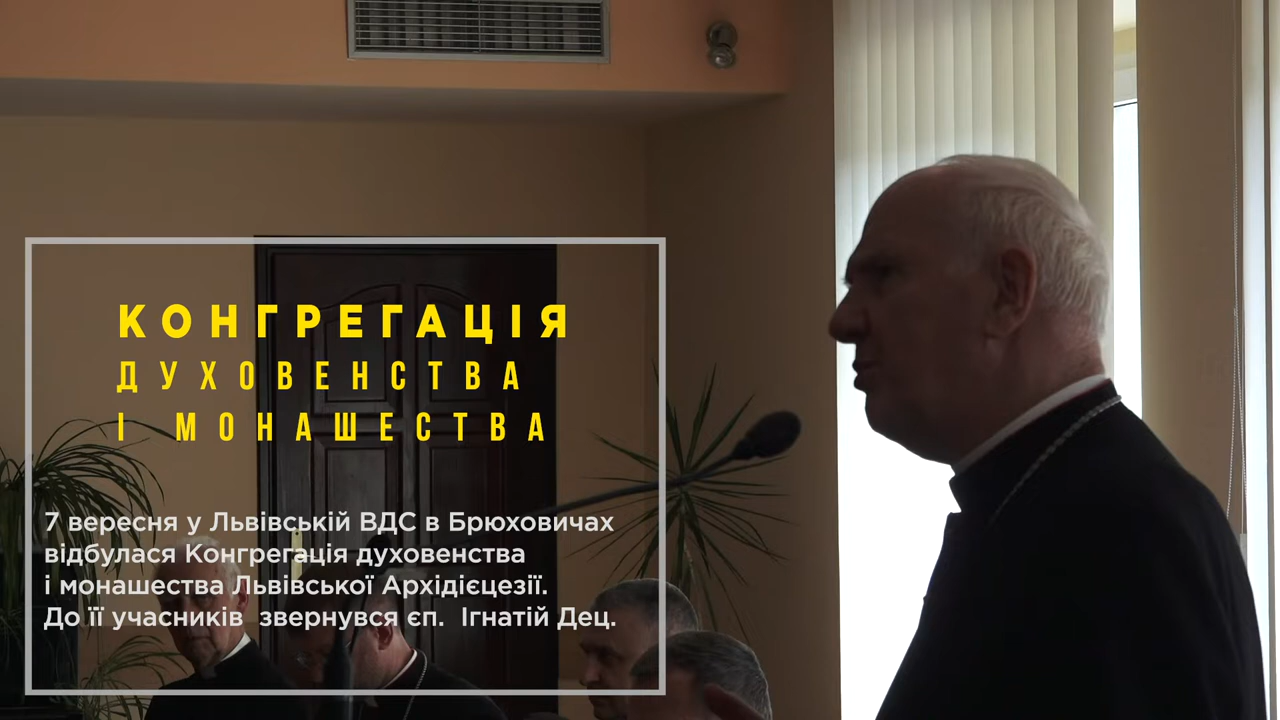 КОНГРЕГАЦІЯ
ДУХОВЕНСТВА
І МОНАШЕСТВА
7 вересня у Львівській ВДС в Брюховичах
відбулася Конгрегація духовенства
і монашества Львівської Архідієцезії.
До її учасників звернувся єп. Ігнатій Дец.